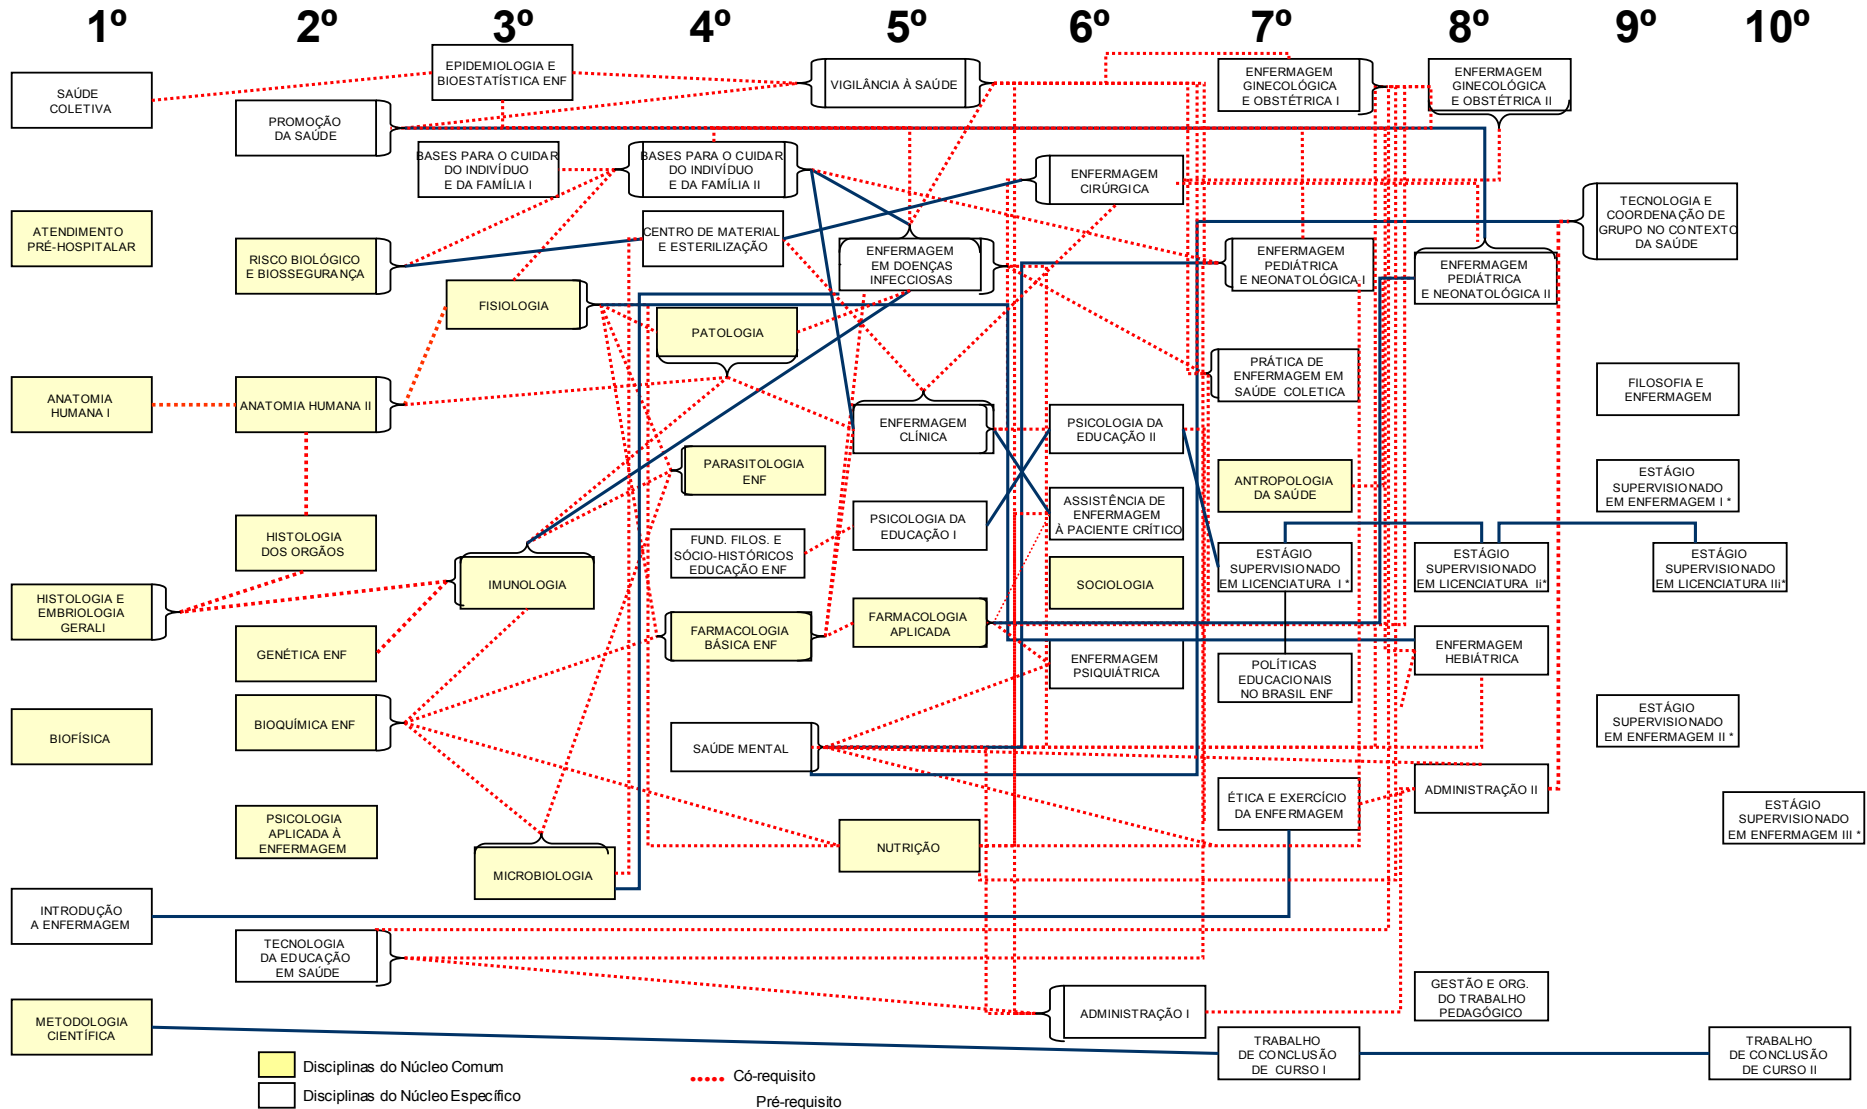 1º 2º 3º 4º 5º 6º 7º 8º 9º 10º
SAÚDE
COLETIVA
ATENDIMENTO
PRÉ-HOSPITALAR
ANATOMIA
HUMANA I
HISTOLOGIA E
EMBRIOLOGIA
GERALI
BIOFÍSICA
INTRODUÇÃO
A ENFERMAGEM
METODOLOGIA
CIENTÍFICA
PROMOÇÃO
DA SAÚDE
RISCO BIOLÓGICO
E BIOSSEGURANÇA
ANATOMIA HUMANA II
HISTOLOGIA
DOS ORGÃOS
GENÉTICA ENF
BIOQUÍMICA ENF
PSICOLOGIA
APLICADA À
ENFERMAGEM
TECNOLOGIA
DA EDUCAÇÃO
EM SAÚDE
EPIDEMIOLOGIA E
BIOESTATÍSTICA ENF
BASES PARA O CUIDAR
DO INDIVÍDUO
E DA FAMÍLIA I
FISIOLOGIA
IMUNOLOGIA
MICROBIOLOGIA
BASES PARA O CUIDAR
DO INDIVÍDUO
E DA FAMÍLIA II
CENTRO DE MATERIAL
E ESTERILIZAÇÃO
PATOLOGIA
PARASITOLOGIA
ENF
FUND. FILOS. E
SÓCIO-HISTÓRICOS
EDUCAÇÃO ENF
FARMACOLOGIA
BÁSICA ENF
SAÚDE MENTAL
VIGILÂNCIA À SAÚDE
ENFERMAGEM
EM DOENÇAS
INFECCIOSAS
ENFERMAGEM
CLÍNICA
PSICOLOGIA DA
EDUCAÇÃO I
FARMACOLOGIA
APLICADA
NUTRIÇÃO
ENFERMAGEM
CIRÚRGICA
PSICOLOGIA DA
EDUCAÇÃO II
ASSISTÊNCIA DE
ENFERMAGEM
À PACIENTE CRÍTICO
SOCIOLOGIA
ENFERMAGEM
PSIQUIÁTRICA
ADMINISTRAÇÃO I
ENFERMAGEM
GINECOLÓGICA
E OBSTÉTRICA I
ENFERMAGEM
PEDIÁTRICA
E NEONATOLÓGICA I
PRÁTICA DE
ENFERMAGEM EM
SAÚDE COLETICA
ANTROPOLOGIA
DA SAÚDE
ESTÁGIO
SUPERVISIONADO
EM LICENCIATURA I *
POLÍTICAS
EDUCACIONAIS
NO BRASIL ENF
ÉTICA E EXERCÍCIO
DA ENFERMAGEM
TRABALHO
DE CONCLUSÃO
DE CURSO I
ENFERMAGEM
GINECOLÓGICA
E OBSTÉTRICA II
ENFERMAGEM
PEDIÁTRICA
E NEONATOLÓGICA II
ESTÁGIO
SUPERVISIONADO
EM LICENCIATURA Ii*
ENFERMAGEM
HEBIÁTRICA
ADMINISTRAÇÃO II
GESTÃO E ORG.
DO TRABALHO
PEDAGÓGICO
TECNOLOGIA E
COORDENAÇÃO DE
GRUPO NO CONTEXTO
DA SAÚDE
FILOSOFIA E
ENFERMAGEM
ESTÁGIO
SUPERVISIONADO
EM ENFERMAGEM I *
ESTÁGIO
SUPERVISIONADO
EM LICENCIATURA IIi*
ESTÁGIO
SUPERVISIONADO
EM ENFERMAGEM II *
ESTÁGIO
SUPERVISIONADO
EM ENFERMAGEM III *
TRABALHO
DE CONCLUSÃO
DE CURSO II
Disciplinas do Núcleo Comum
Disciplinas do Núcleo Específico
Có-requisito
Pré-requisito